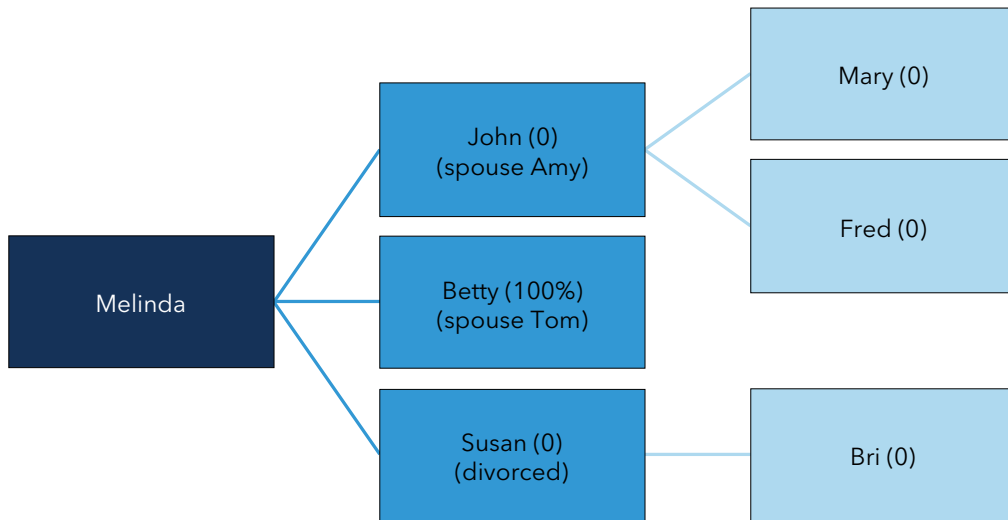 Melinda
John (0)
(spouse Amy)
Betty (100%)
(spouse Tom)
Susan (0)
(divorced)
Mary (0)
Fred (0)
Bri (0)